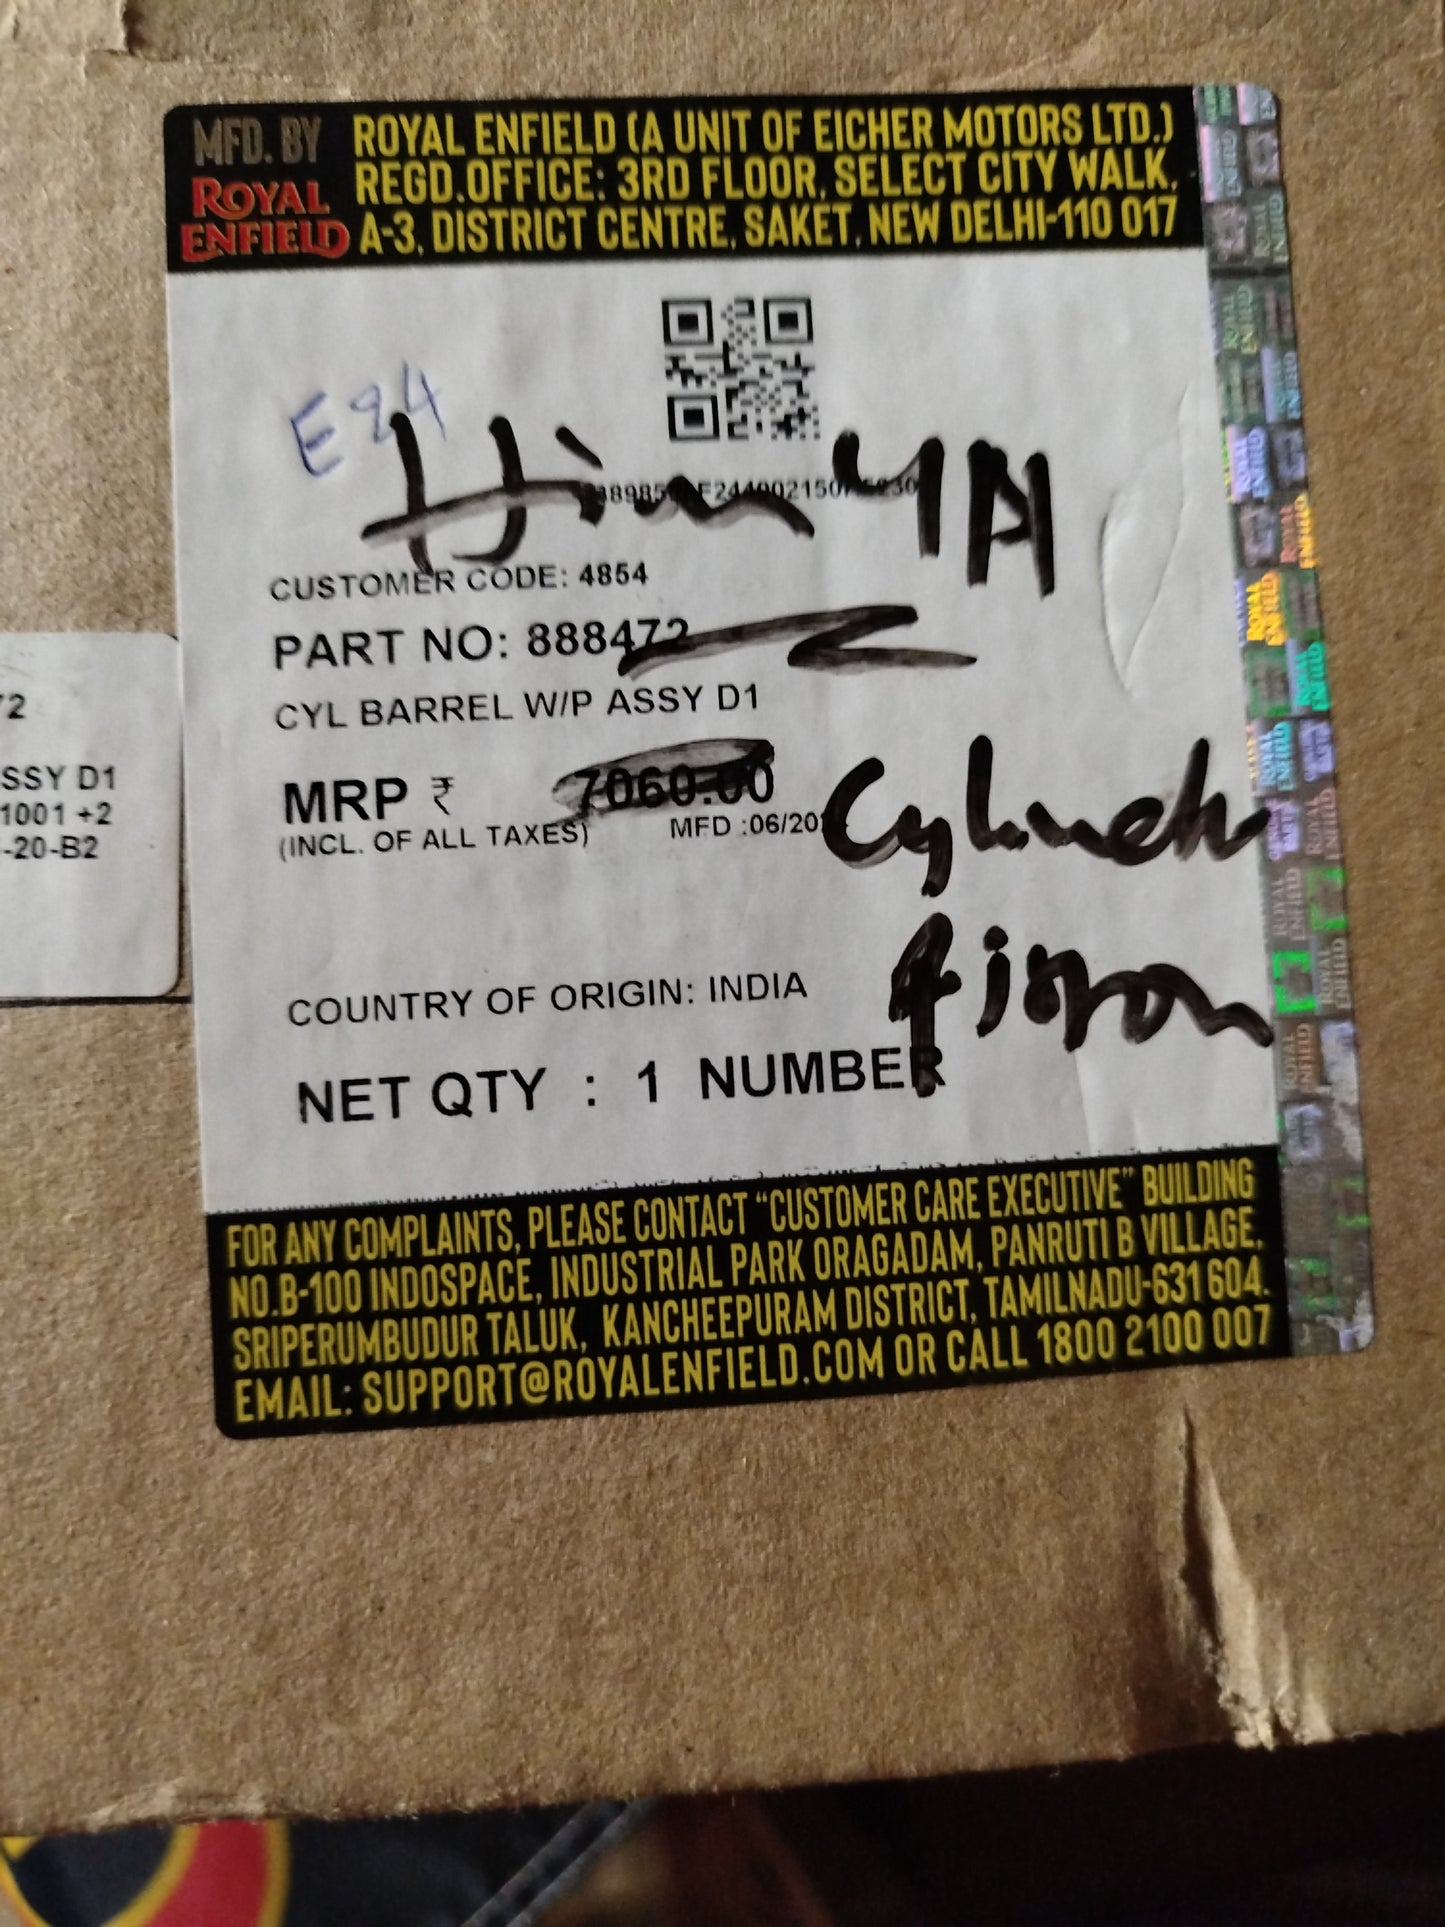 MFD. BY
ROYAL ENFIELD
ROYAL ENFIELD (A UNIT OF EICHER MOTORS LTD.)
REGD.OFFICE: 3RD FLOOR, SELECT CITY WALK,
A-3, DISTRICT CENTRE, SAKET, NEW DELHI-110 017
E24
CUSTOMER CODE: 4854
PART NO: 888472
CYL BARREL W/P ASSY D1
MRP ₹ 7060.00
(INCL. OF ALL TAXES)
MFD :06/20
Cylinder
Piston
COUNTRY OF ORIGIN: INDIA
NET QTY : 1 NUMBER
FOR ANY COMPLAINTS, PLEASE CONTACT “CUSTOMER CARE EXECUTIVE” BUILDING
NO.B-100 INDOSPACE, INDUSTRIAL PARK ORAGADAM, PANRUTI B VILLAGE,
SRIPERUMBUDUR TALUK, KANCHEEPURAM DISTRICT, TAMILNADU-631 604.
EMAIL: SUPPORT@ROYALENFIELD.COM OR CALL 1800 2100 007
72
SSY D1
1001 +2
-20-B2